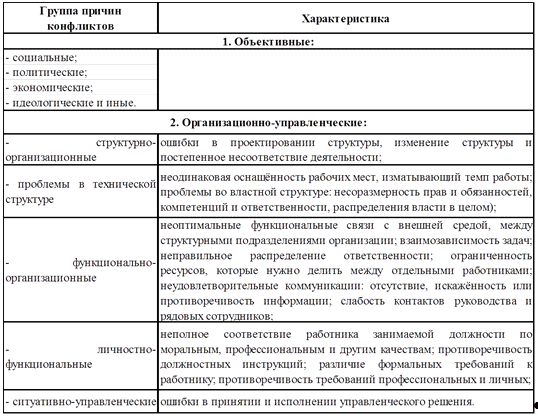 Группа причин конфликтов
Характеристика
1. Объективные:
- социальные;
- политические;
- экономические;
- идеологические и иные.
2. Организационно-управленческие:
- структурно-
организационные
ошибки в проектировании структуры, изменение структуры и
постепенное несоответствие деятельности;
- проблемы в технической
структуре
неодинаковая оснащённость рабочих мест, изматывающий темп работы;
проблемы во властной структуре: несоразмерность прав и обязанностей,
компетенций и ответственности, распределения власти в целом);
- функционально-
организационные
неоптимальные функциональные связи с внешней средой, между
структурными подразделениями организации; взаимозависимость задач;
неправильное распределение ответственности; ограниченность
ресурсов, которые нужно делить между отдельными работниками;
неудовлетворительные коммуникации: отсутствие, искажённость или
противоречивость информации; слабость контактов руководства и
рядовых сотрудников;
- личностно-
функциональные
неполное соответствие работника занимаемой должности по
моральным, профессиональным и другим качествам; противоречивость
должностных инструкций; различие формальных требований к
работнику; противоречивость требований профессиональных и личных;
- ситуативно-управленческие
ошибки в принятии и исполнении управленческого решения.